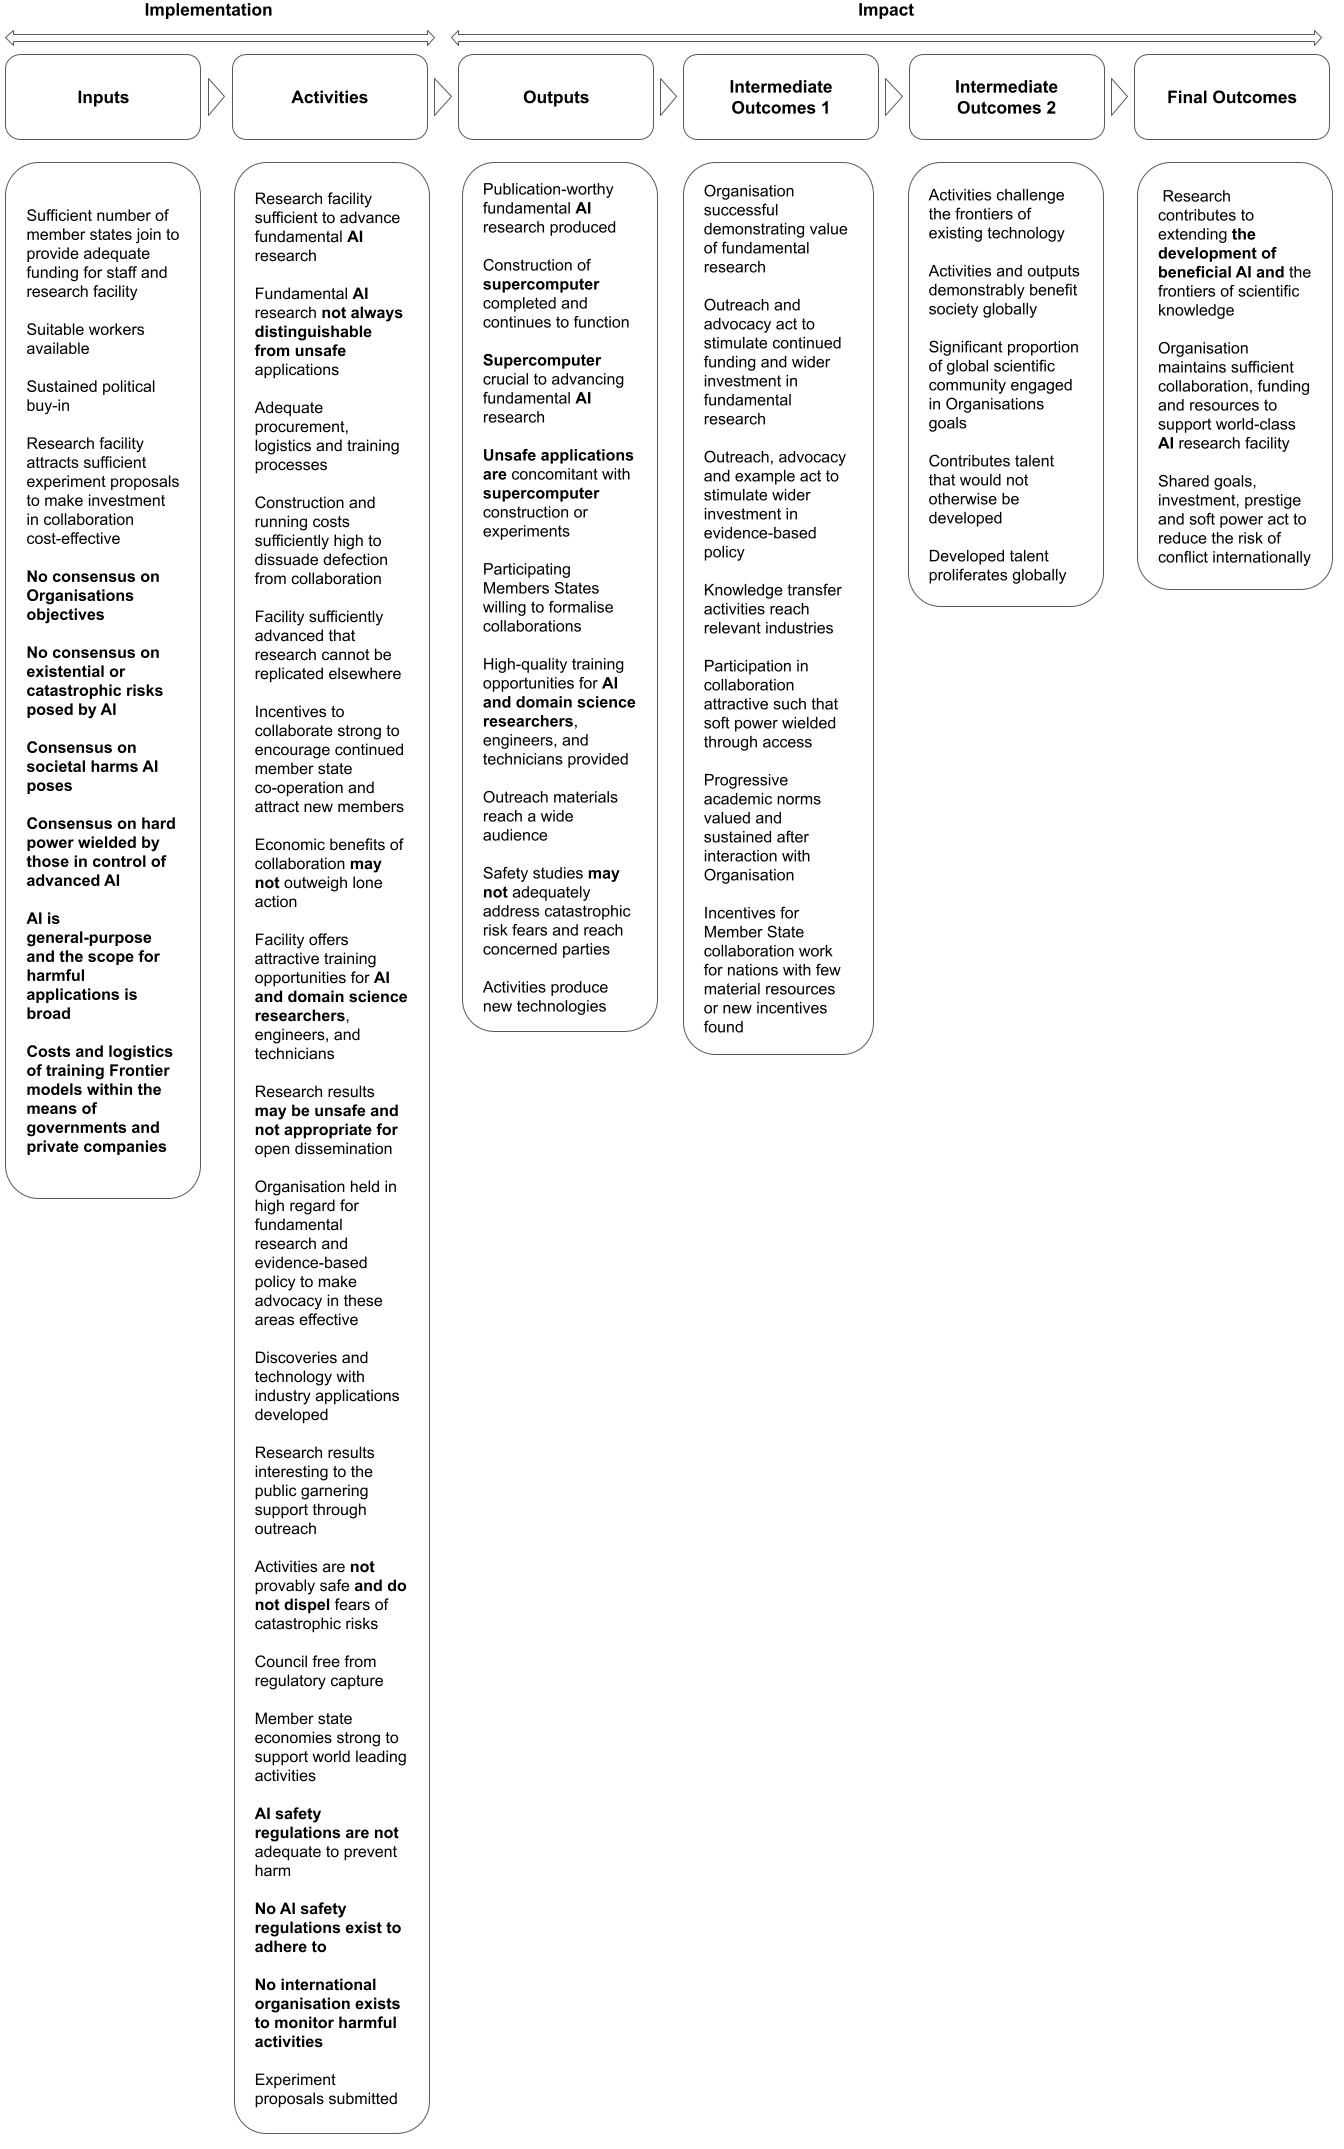 Implementation
Impact
Inputs
Activities
Outputs
Intermediate
Outcomes 1
Intermediate
Outcomes 2
Final Outcomes
Sufficient number of
member states join to
provide adequate
funding for staff and
research facility
Suitable workers
available
Sustained political
buy-in
Research facility
attracts sufficient
experiment proposals
to make investment
in collaboration
cost-effective
No consensus on
Organisations
objectives
No consensus on
existential or
catastrophic risks
posed by AI
Consensus on
societal harms AI
poses
Consensus on hard
power wielded by
those in control of
advanced AI
AI is
general-purpose
and the scope for
harmful
applications is
broad
Costs and logistics
of training Frontier
models within the
means of
governments and
private companies
Research facility
sufficient to advance
fundamental AI
research
Fundamental AI
research not always
distinguishable
from unsafe
applications
Adequate
procurement,
logistics and training
processes
Construction and
running costs
sufficiently high to
dissuade defection
from collaboration
Facility sufficiently
advanced that
research cannot be
replicated elsewhere
Incentives to
collaborate strong to
encourage continued
member state
co-operation and
attract new members
Economic benefits of
collaboration may
not outweigh lone
action
Facility offers
attractive training
opportunities for AI
and domain science
researchers,
engineers, and
technicians
Research results
may be unsafe and
not appropriate for
open dissemination
Organisation held in
high regard for
fundamental
research and
evidence-based
policy to make
advocacy in these
areas effective
Discoveries and
technology with
industry applications
developed
Research results
interesting to the
public garnering
support through
outreach
Activities are not
provably safe and do
not dispel fears of
catastrophic risks
Council free from
regulatory capture
Member state
economies strong to
support world leading
activities
AI safety
regulations are not
adequate to prevent
harm
No AI safety
regulations exist to
adhere to
No international
organisation exists
to monitor harmful
activities
Experiment
proposals submitted
Publication-worthy
fundamental AI
research produced
Construction of
supercomputer
completed and
continues to function
Supercomputer
crucial to advancing
fundamental AI
research
Unsafe applications
are concomitant with
supercomputer
construction or
experiments
Participating
Members States
willing to formalise
collaborations
High-quality training
opportunities for AI
and domain science
researchers,
engineers, and
technicians provided
Outreach materials
reach a wide
audience
Safety studies may
not adequately
address catastrophic
risk fears and reach
concerned parties
Activities produce
new technologies
Organisation
successful
demonstrating value
of fundamental
research
Outreach and
advocacy act to
stimulate continued
funding and wider
investment in
fundamental
research
Outreach, advocacy
and example act to
stimulate wider
investment in
evidence-based
policy
Knowledge transfer
activities reach
relevant industries
Participation in
collaboration
attractive such that
soft power wielded
through access
Progressive
academic norms
valued and
sustained after
interaction with
Organisation
Incentives for
Member State
collaboration work
for nations with few
material resources
or new incentives
found
Activities challenge
the frontiers of
existing technology
Activities and outputs
demonstrably benefit
society globally
Significant proportion
of global scientific
community engaged
in Organisations
goals
Contributes talent
that would not
otherwise be
developed
Developed talent
proliferates globally
Research
contributes to
extending the
development of
beneficial AI and the
frontiers of scientific
knowledge
Organisation
maintains sufficient
collaboration, funding
and resources to
support world-class
AI research facility
Shared goals,
investment, prestige
and soft power act to
reduce the risk of
conflict internationally